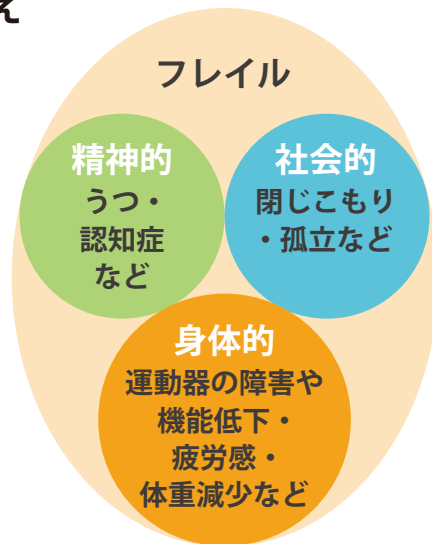 え
フレイル
精神的
うつ・
認知症
など
社会的
閉じこもり
・孤立など
身体的
運動器の障害や
機能低下・
疲労感・
体重減少など